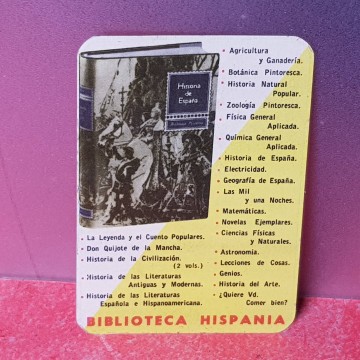 Historia
de
España
• Agricultura
y Ganadería.
• Botánica Pintoresca.
• Historia Natural
Popular.
• Zoología Pintoresca.
• Física General
Aplicada.
• Química General
Aplicada.
• Historia de España.
• Electricidad.
• Geografía de España.
• Las Mil
y una Noches.
• Matemáticas.
• Novelas Ejemplares.
• Ciencias Físicas
y Naturales.
• Astronomía.
• Lecciones de Cosas.
• Genios.
• Historia del Arte.
• ¿Quiere Vd.
Comer bien?
• La Leyenda y el Cuento Populares.
• Don Quijote de la Mancha.
• Historia de la Civilización.
(2 vols.)
• Historia de las Literaturas
Antiguas y Modernas.
• Historia de las Literaturas
Española e Hispanoamericana.
BIBLIOTECA HISPANIA